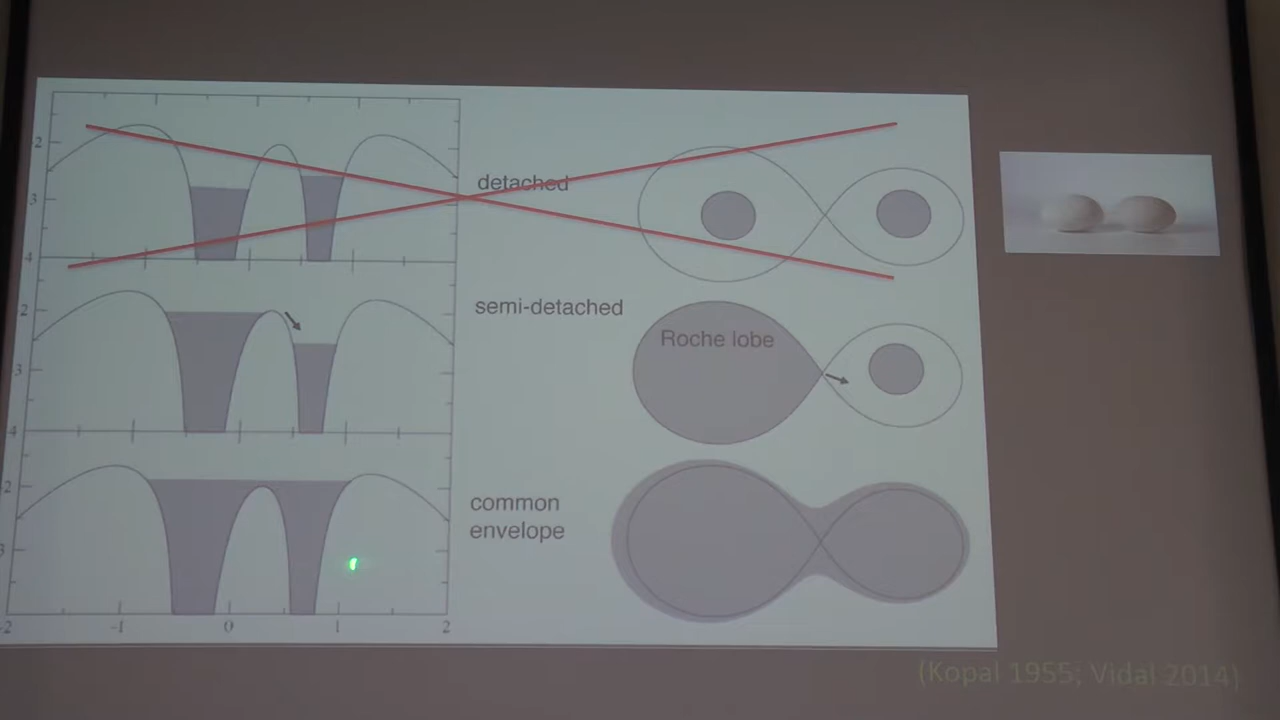 2
3
4
detached
2
3
4
semi-detached
Roche lobe
2
3
common
envelope
-2 -1 0 1 2
(Kopal 1955; Vidal 2014)